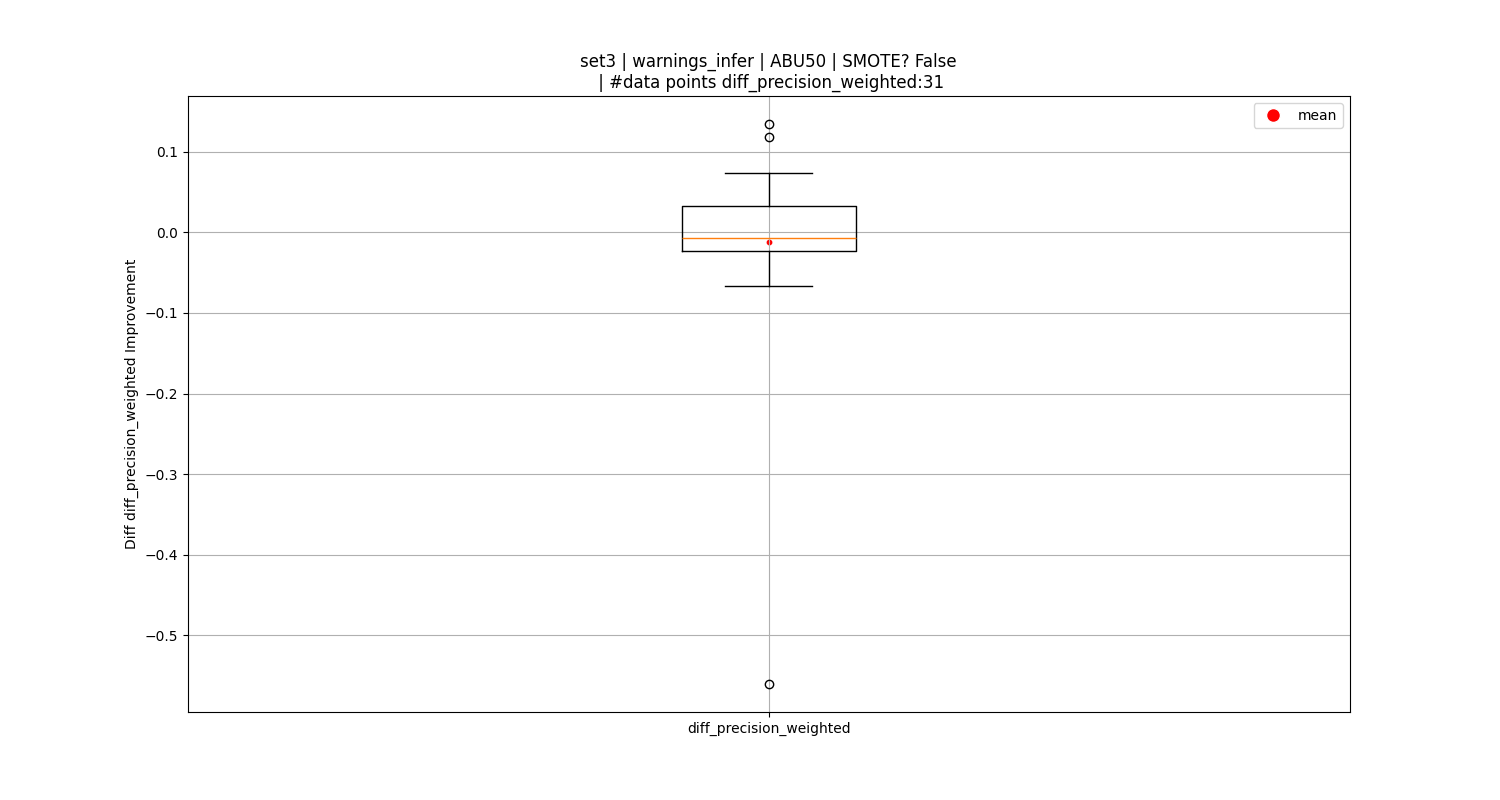 set3 | warnings_infer | ABU50 | SMOTE? False
| #data points diff_precision_weighted:31
mean
0.1
0.0
−0.1
−0.2
−0.3
−0.4
−0.5
Diff diff_precision_weighted Improvement
diff_precision_weighted